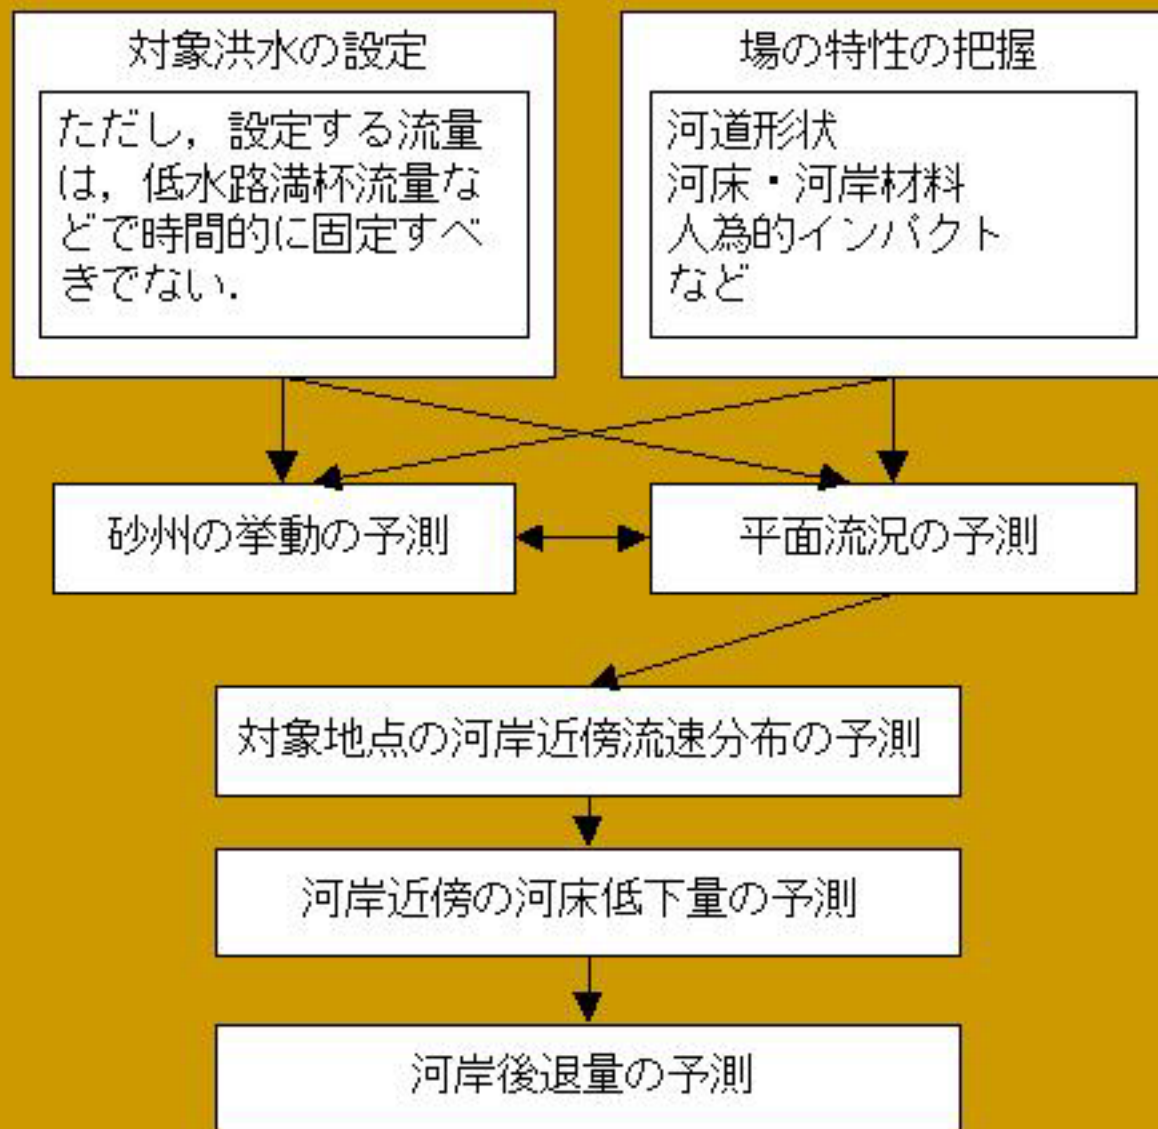 対象洪水の設定
ただし，設定する流量
は，低水路満杯流量な
どで時間的に固定すべ
きでない．
場の特性の把握
河道形状
河床・河岸材料
人為的インパクト
など
砂州の挙動の予測
平面流況の予測
対象地点の河岸近傍流速分布の予測
河岸近傍の河床低下量の予測
河岸後退量の予測